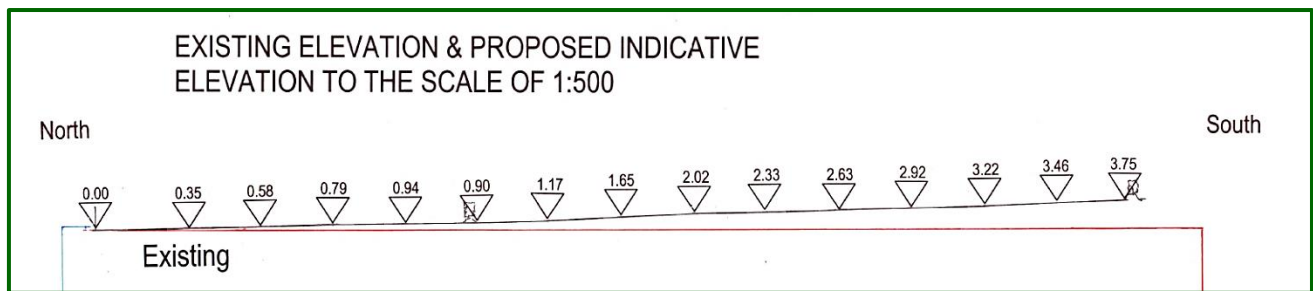 EXISTING ELEVATION & PROPOSED INDICATIVE
ELEVATION TO THE SCALE OF 1:500
North
South
0.00 0.35 0.58 0.79 0.94 0.90 1.17 1.65 2.02 2.33 2.63 2.92 3.22 3.46 3.75
Existing